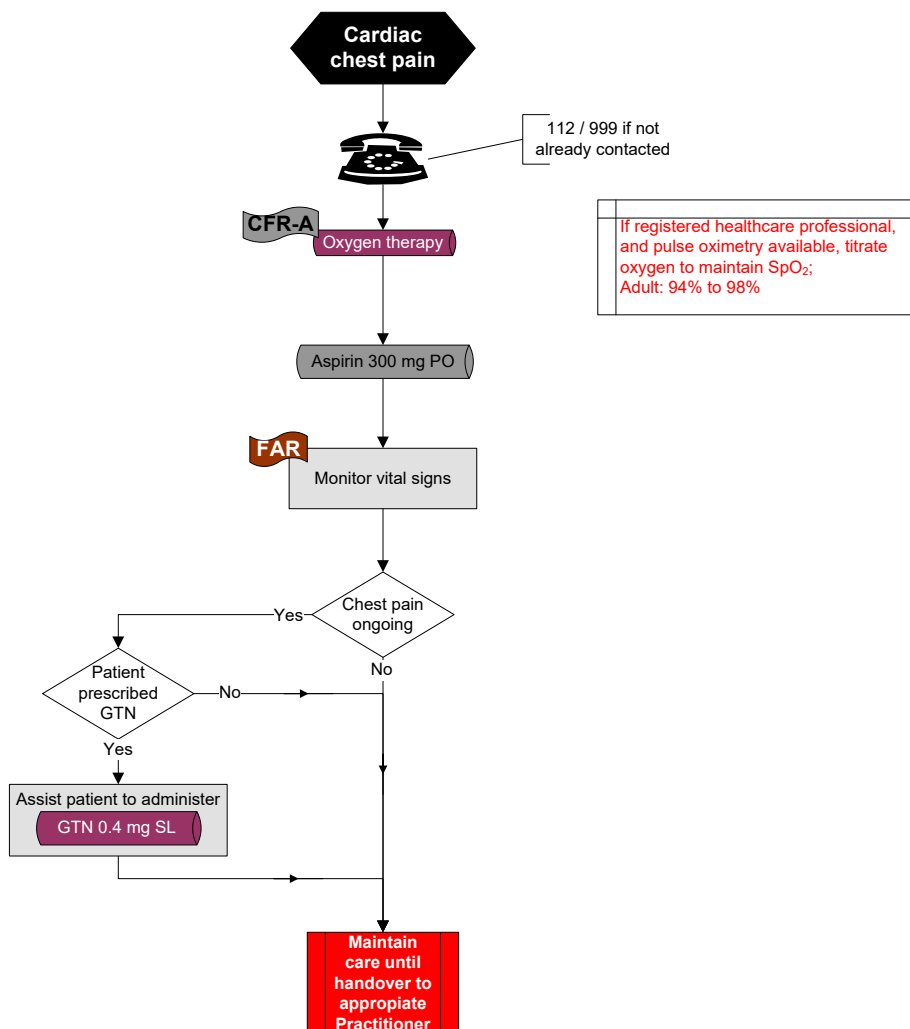 Cardiac
chest pain
112 / 999 if not
already contacted
CFR-A
Oxygen therapy
If registered healthcare professional,
and pulse oximetry available, titrate
oxygen to maintain SpO₂;
Adult: 94% to 98%
Aspirin 300 mg PO
FAR
Monitor vital signs
Chest pain
ongoing
Yes
No
Patient
prescribed
GTN
No
Yes
Assist patient to administer
GTN 0.4 mg SL
Maintain
care until
handover to
appropiate
Practitioner